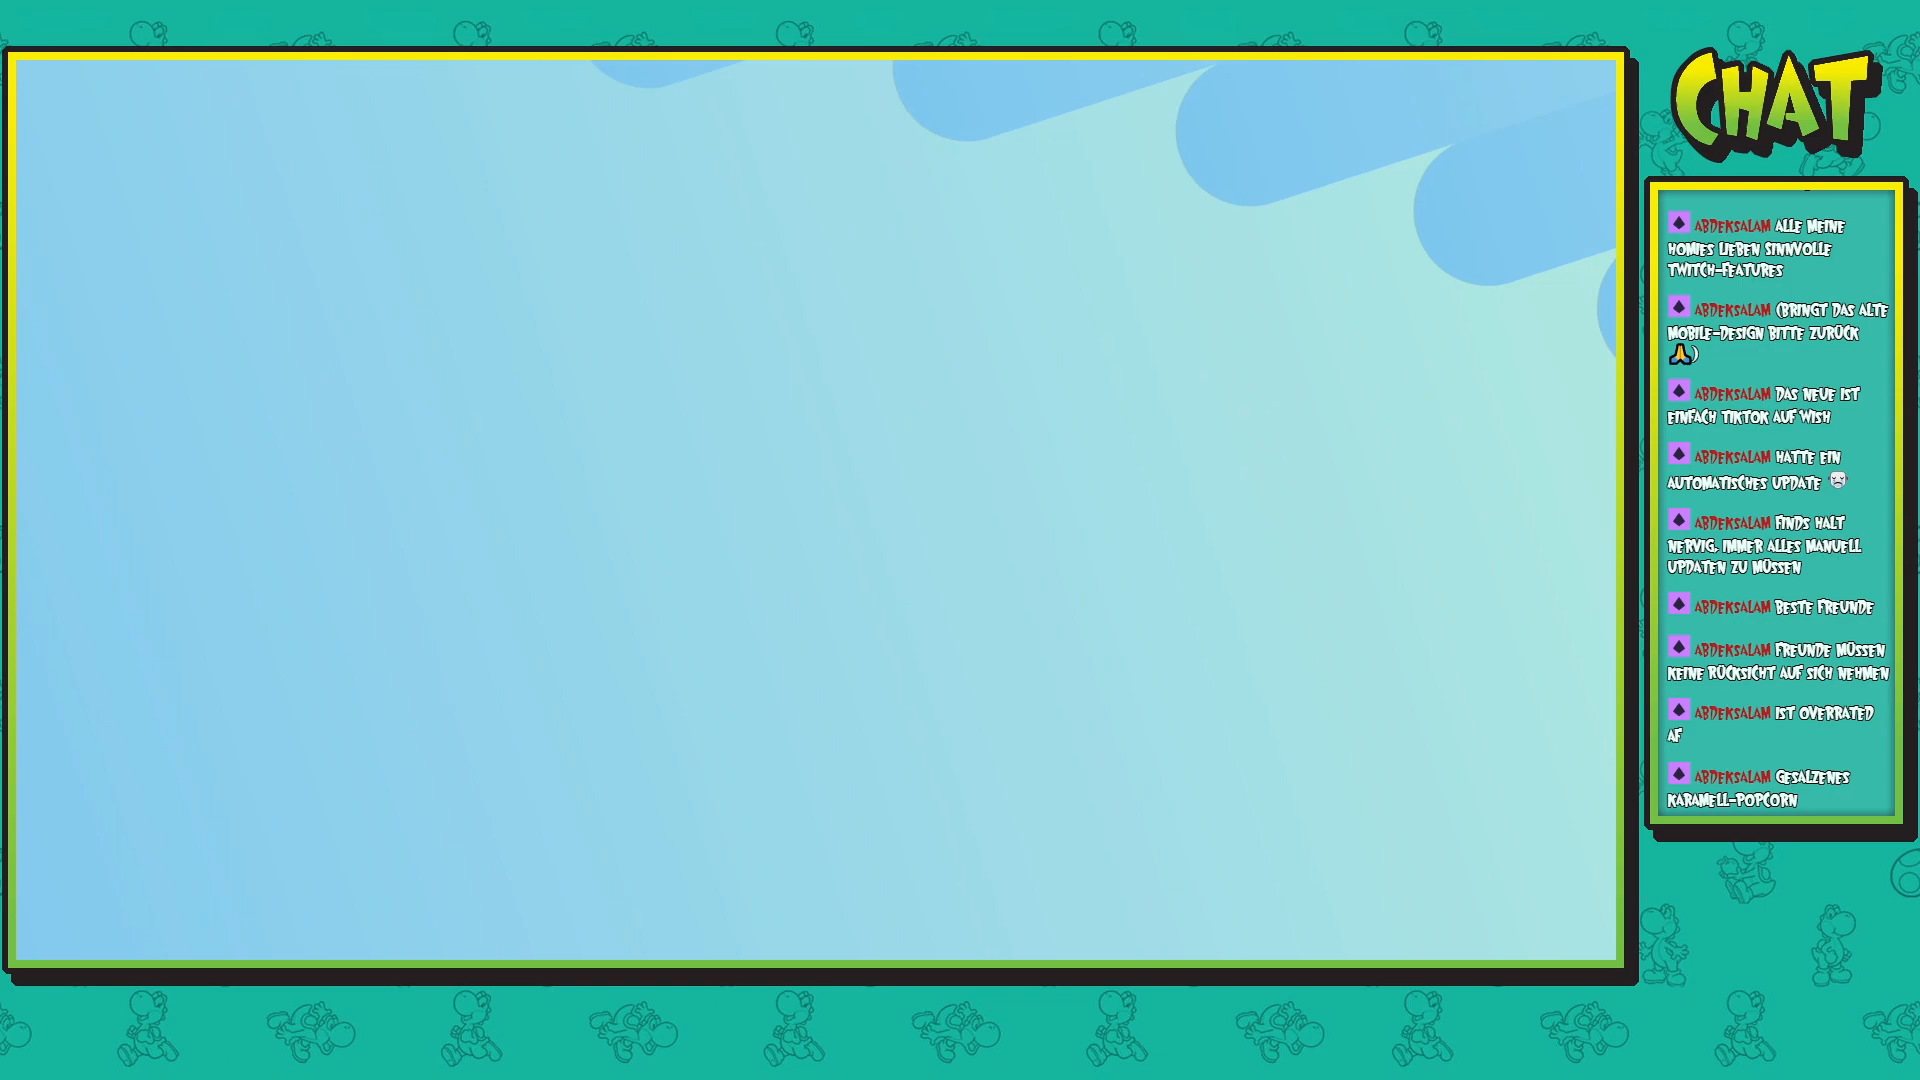 CHAT
ABDEKSALAM ALLE MEINE
HOMIES LIEBEN SINNVOLLE
TWITCH-FEATURES
ABDEKSALAM (BRINGT DAS ALTE
MOBILE-DESIGN BITTE ZURÜCK
🙏)
ABDEKSALAM DAS NEUE IST
EINFACH TIKTOK AUF WISH
ABDEKSALAM HATTE EIN
AUTOMATISCHES UPDATE
ABDEKSALAM FINDS HALT
NERVIG, IMMER ALLES MANUELL
UPDATEN ZU MÜSSEN
ABDEKSALAM BESTE FREUNDE
ABDEKSALAM FREUNDE MÜSSEN
KEINE RÜCKSICHT AUF SICH NEHMEN
ABDEKSALAM IST OVERRATED
AF
ABDEKSALAM GESALZENES
KARAMELL-POPCORN